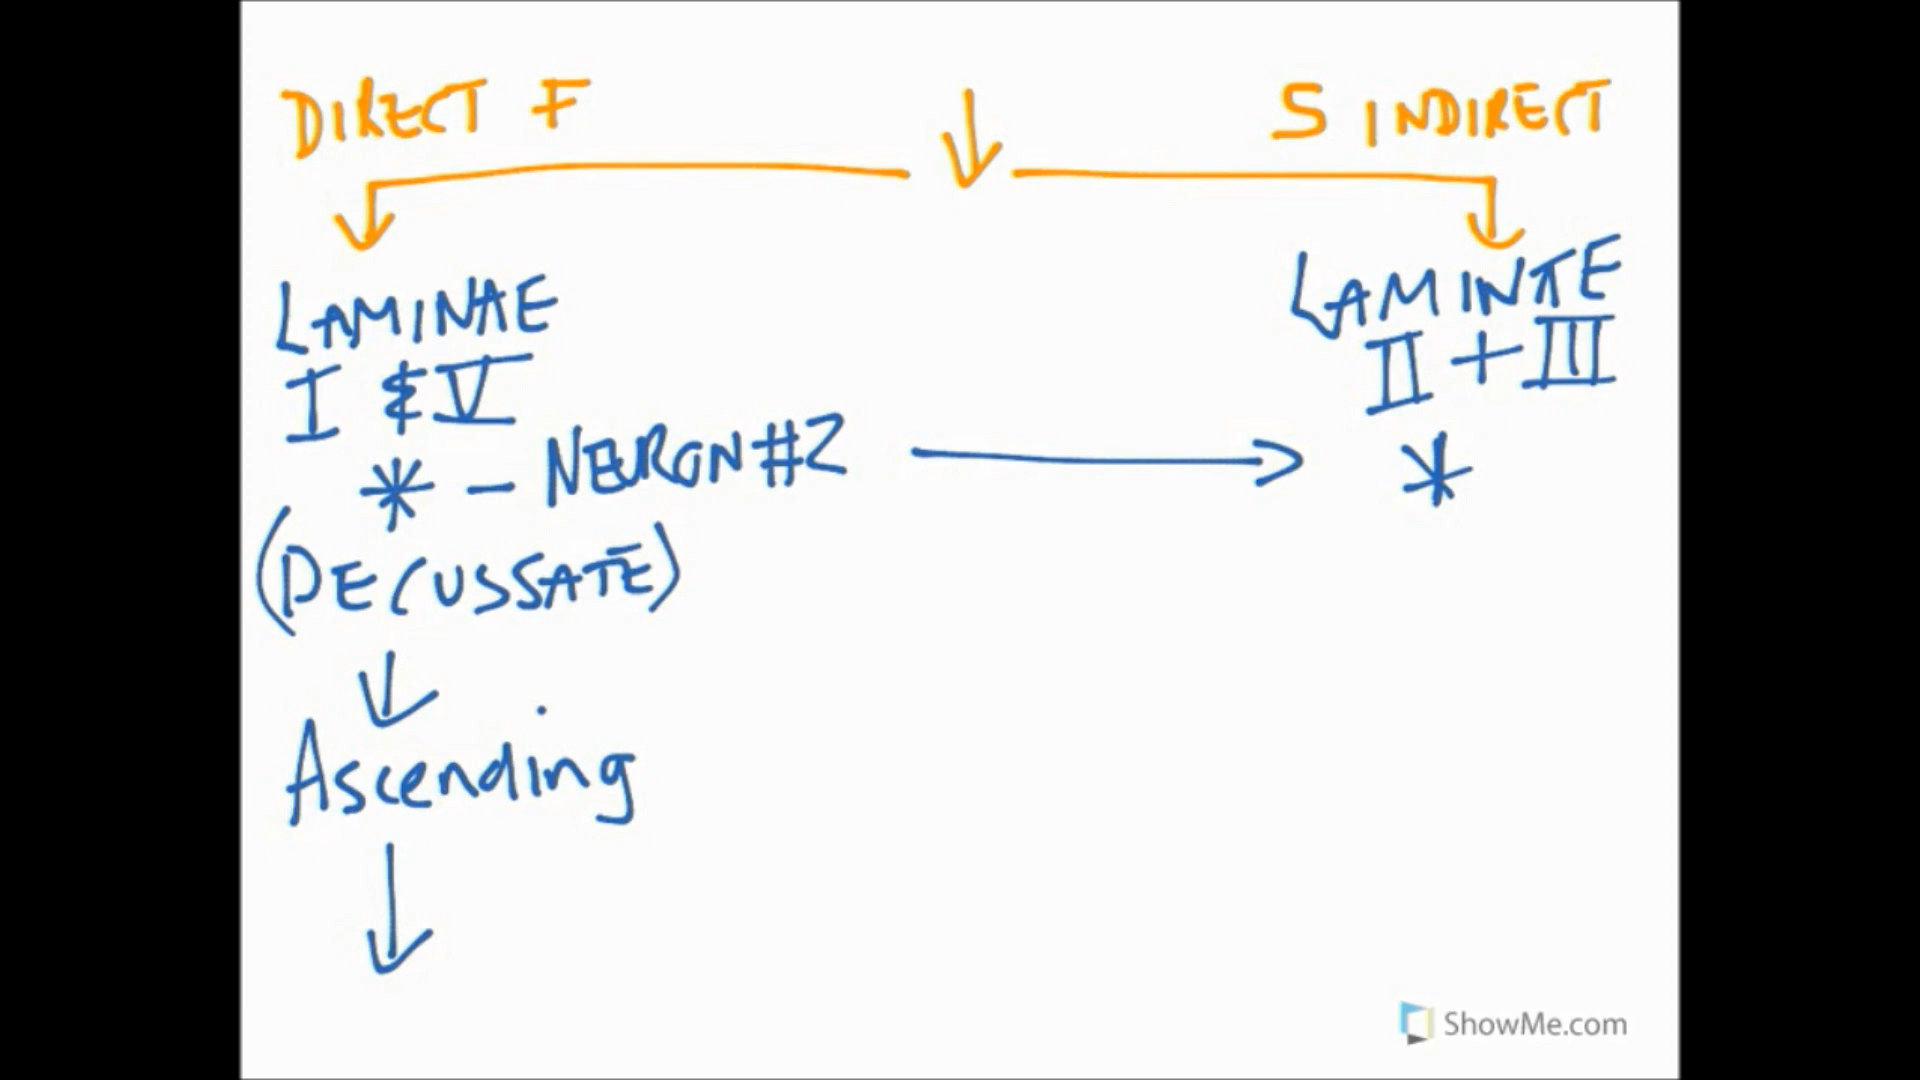 DIRECT F
S INDIRECT
LAMINAE
I & V
* - NEURON #2
(DECUSSATE)
Ascending
LAMINAE
II + III
*
ShowMe.com